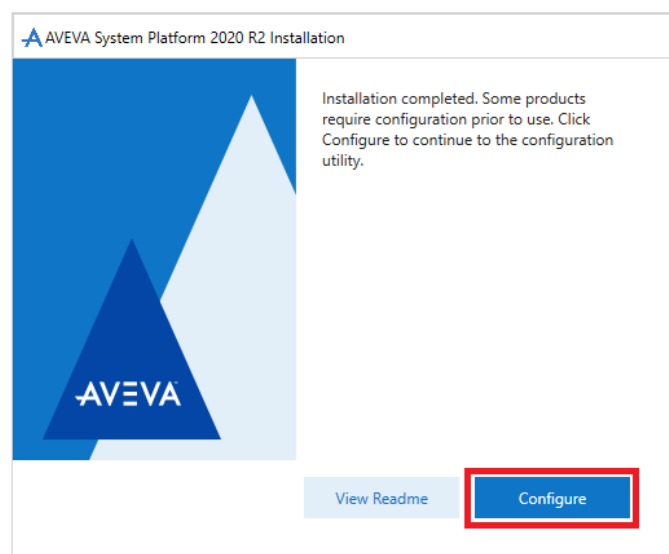 AVEVA System Platform 2020 R2 Installation
Installation completed. Some products
require configuration prior to use. Click
Configure to continue to the configuration
utility.
AVEVA
View Readme
Configure